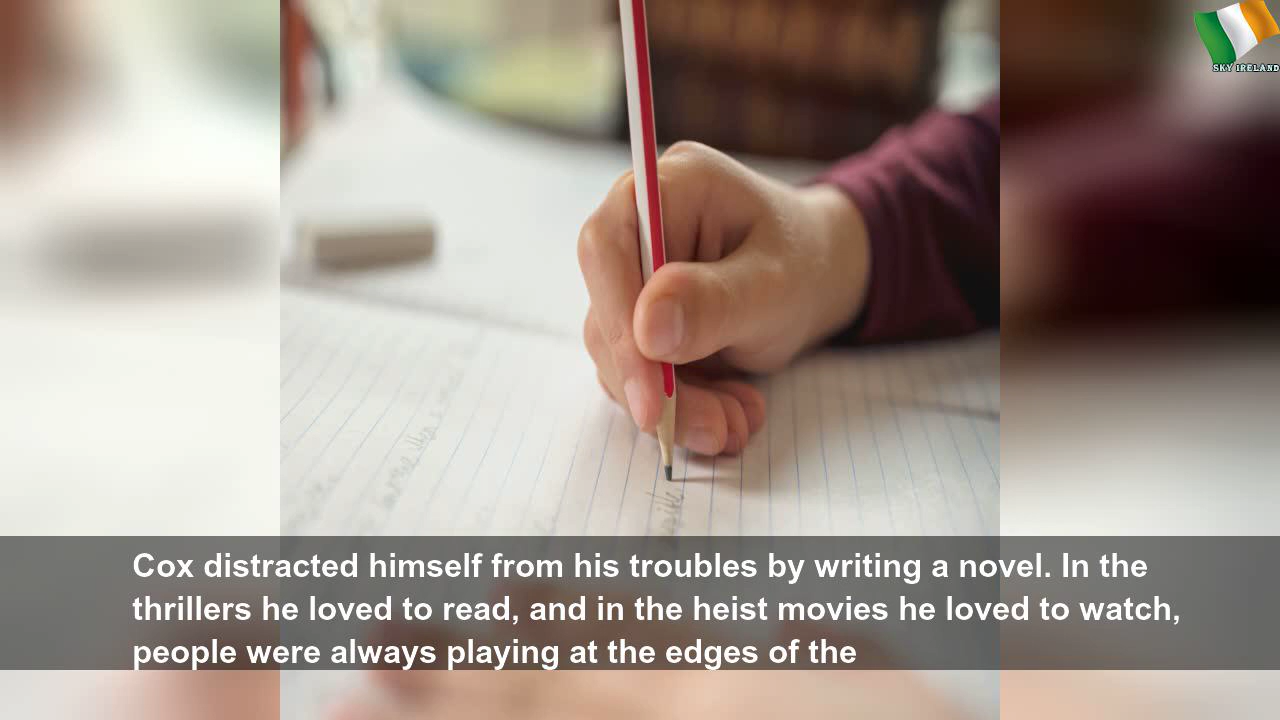 SKY IRELAND
Cox distracted himself from his troubles by writing a novel. In the
thrillers he loved to read, and in the heist movies he loved to watch,
people were always playing at the edges of the